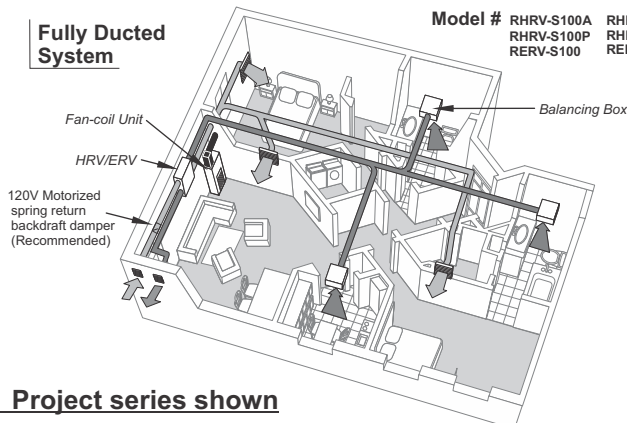 Fully Ducted
System
Model # RHRV-S100A
RHRV-S100P
RERV-S100
Fan-coil Unit
Balancing Box
HRV/ERV
120V Motorized
spring return
backdraft damper
(Recommended)
Project series shown